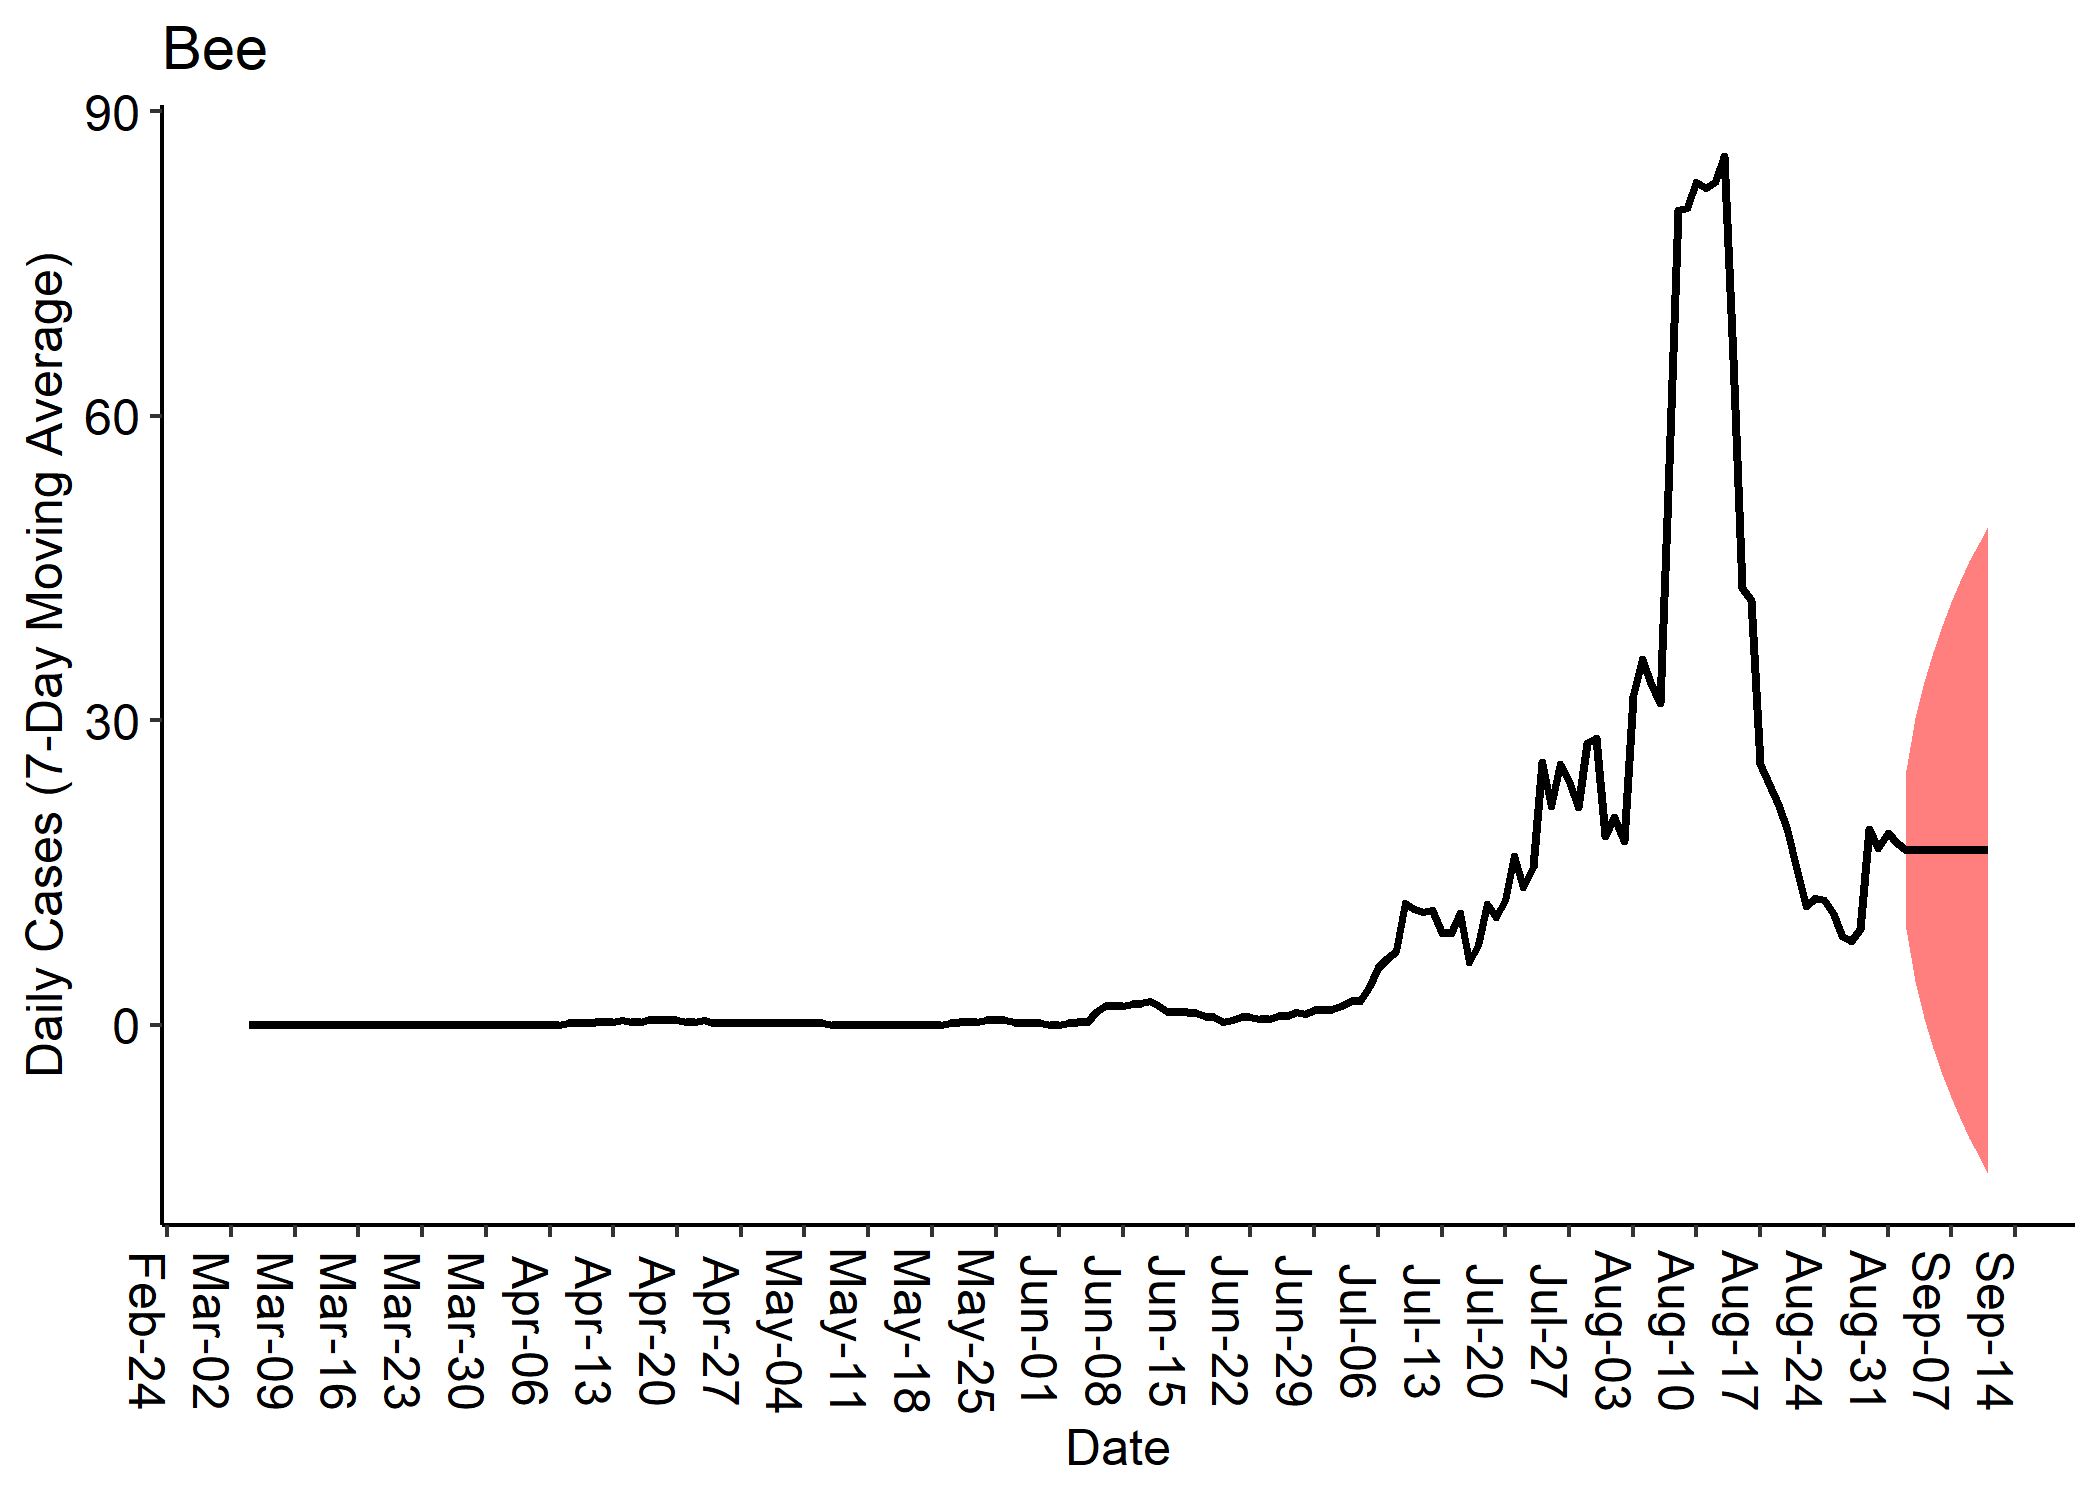 Bee
90
60
30
0
Daily Cases (7-Day Moving Average)
Feb-24
Mar-02
Mar-09
Mar-16
Mar-23
Mar-30
Apr-06
Apr-13
Apr-20
Apr-27
May-04
May-11
May-18
May-25
Jun-01
Jun-08
Jun-15
Jun-22
Jun-29
Jul-06
Jul-13
Jul-20
Jul-27
Aug-03
Aug-10
Aug-17
Aug-24
Aug-31
Sep-07
Sep-14
Date